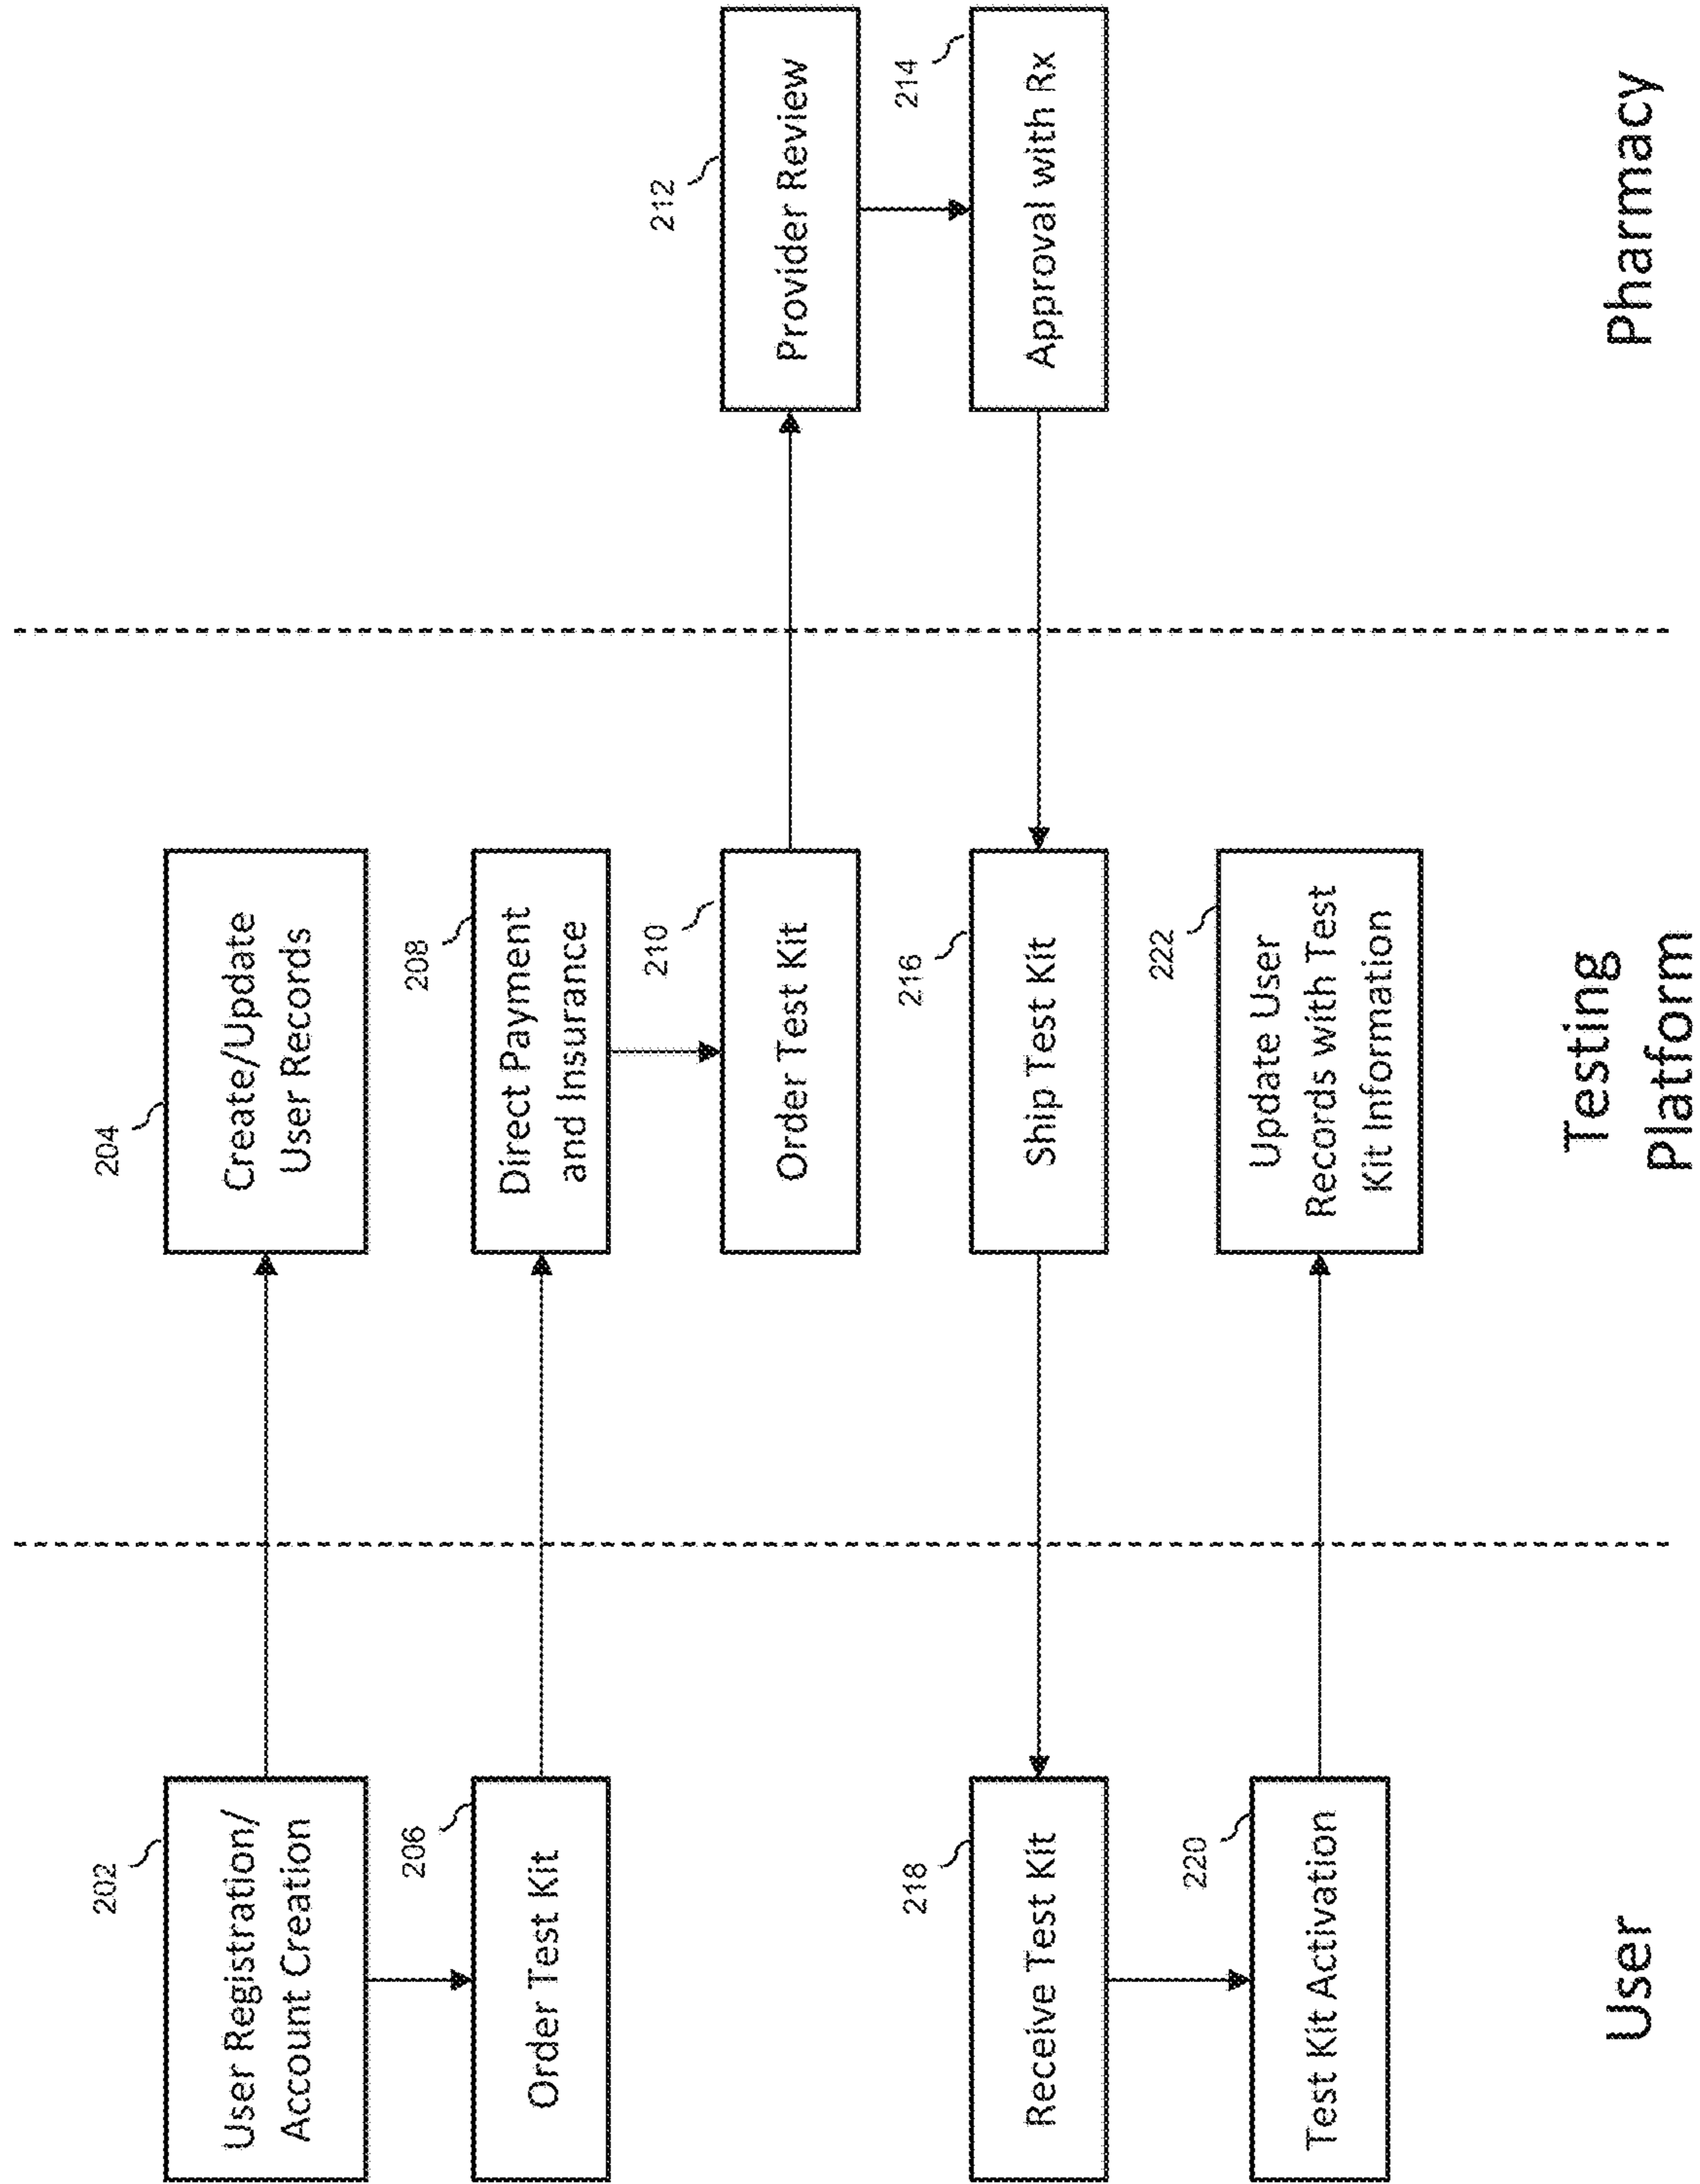 202
User Registration/
Account Creation
204
Create/Update
User Records
206
Order Test Kit
208
Direct Payment
and Insurance
210
Order Test Kit
212
Provider Review
214
Approval with Rx
216
Ship Test Kit
218
Receive Test Kit
220
Test Kit Activation
222
Update User
Records with Test
Kit Information
User
Testing
Platform
Pharmacy